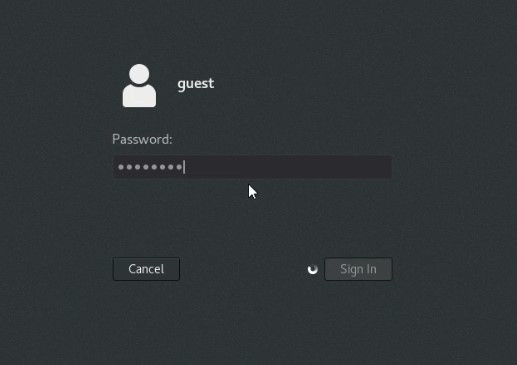 guest
Password:
••••••••
Cancel
Sign In